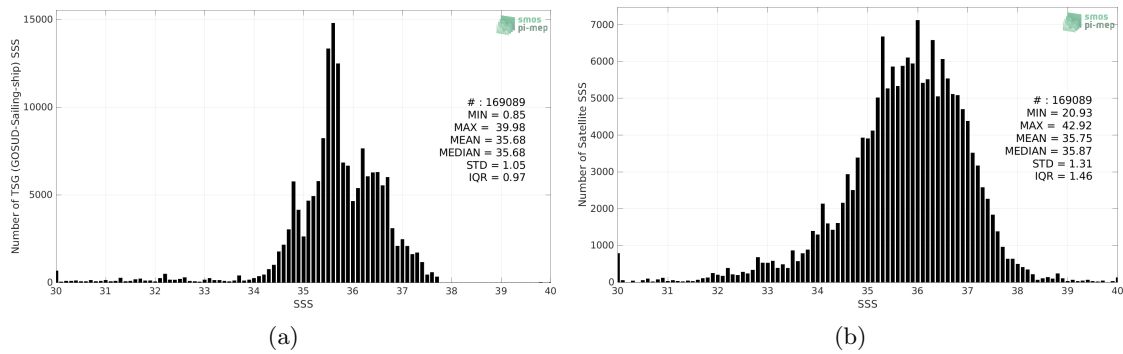 15000
10000
5000
0
Number of TSG (GOSUD-Sailing-ship) SSS
30 31 32 33 34 35 36 37 38 39 40
SSS
smos
pi-mep
# : 169089
MIN = 0.85
MAX = 39.98
MEAN = 35.68
MEDIAN = 35.68
STD = 1.05
IQR = 0.97
(a)
7000
6000
5000
4000
3000
2000
1000
0
Number of Satellite SSS
30 31 32 33 34 35 36 37 38 39 40
SSS
smos
pi-mep
# : 169089
MIN = 20.93
MAX = 42.92
MEAN = 35.75
MEDIAN = 35.87
STD = 1.31
IQR = 1.46
(b)